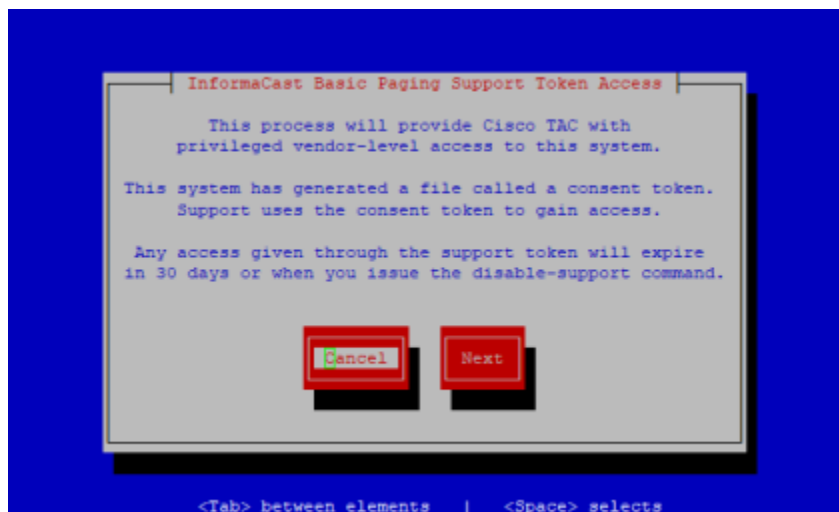 InformaCast Basic Paging Support Token Access
This process will provide Cisco TAC with
privileged vendor-level access to this system.
This system has generated a file called a consent token.
Support uses the consent token to gain access.
Any access given through the support token will expire
in 30 days or when you issue the disable-support command.
Cancel Next
<Tab> between elements | <Space> selects